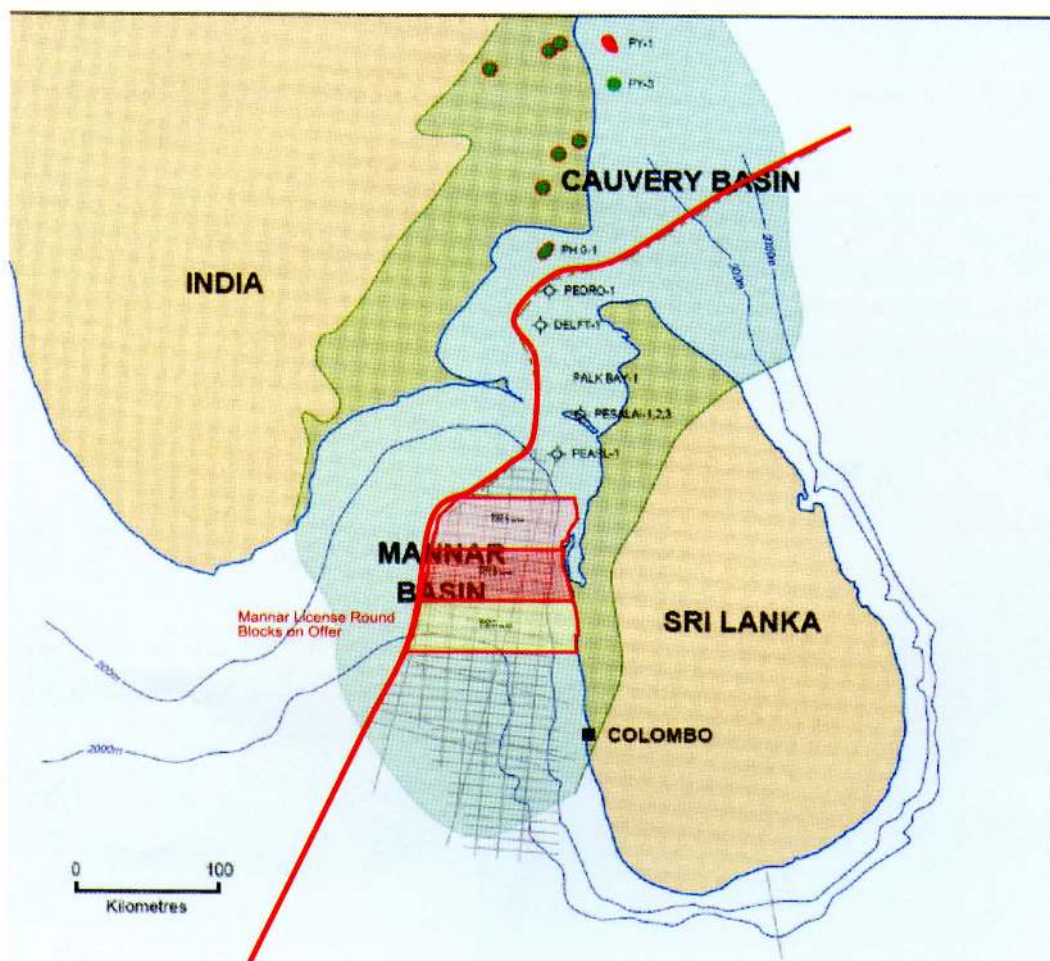 PY-1
PY-3
CAUVERY BASIN
200m
2000m
INDIA
PH 9-1
PEDRO-1
DELFT-1
PALK BAY-1
PESALAI-1,2,3
PEARL-1
MANNAR
BASIN
Mannar License Round
Blocks on Offer
SRI LANKA
200m
2000m
COLOMBO
0 100
Kilometres